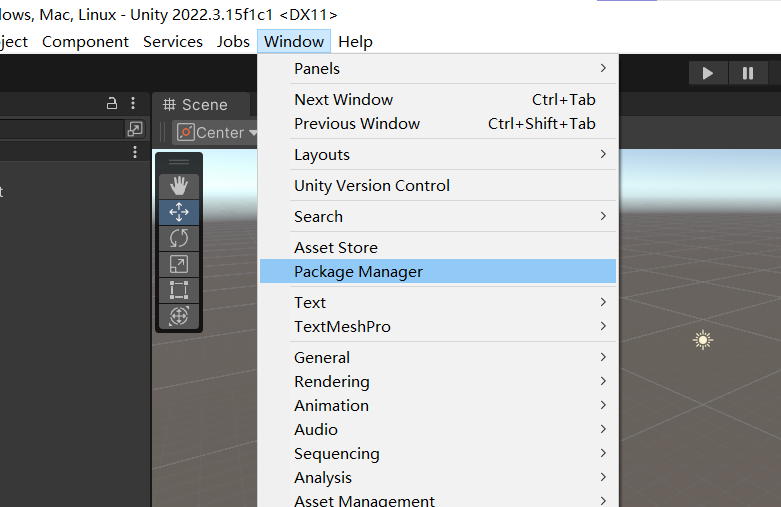 dows, Mac, Linux - Unity 2022.3.15f1c1 <DX11>
ject Component Services Jobs Window Help
Panels
Scene
Next Window Ctrl+Tab
Previous Window Ctrl+Shift+Tab
Center
Layouts
Unity Version Control
t
Search
Asset Store
Package Manager
Text
TextMeshPro
General
Rendering
Animation
Audio
Sequencing
Analysis
Asset Management